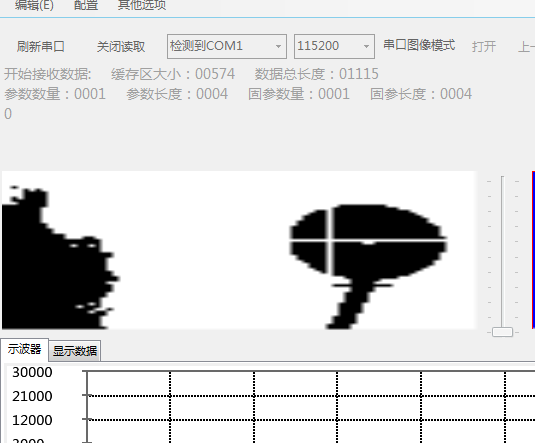 编辑(E) 配置 其他选项
刷新串口 关闭读取 检测到COM1 115200 串口图像模式 打开 上一
开始接收数据: 缓存区大小：00574 数据总长度：01115
参数数量：0001 参数长度：0004 固参数量：0001 固参长度：0004
0
示波器 显示数据
30000
21000
12000